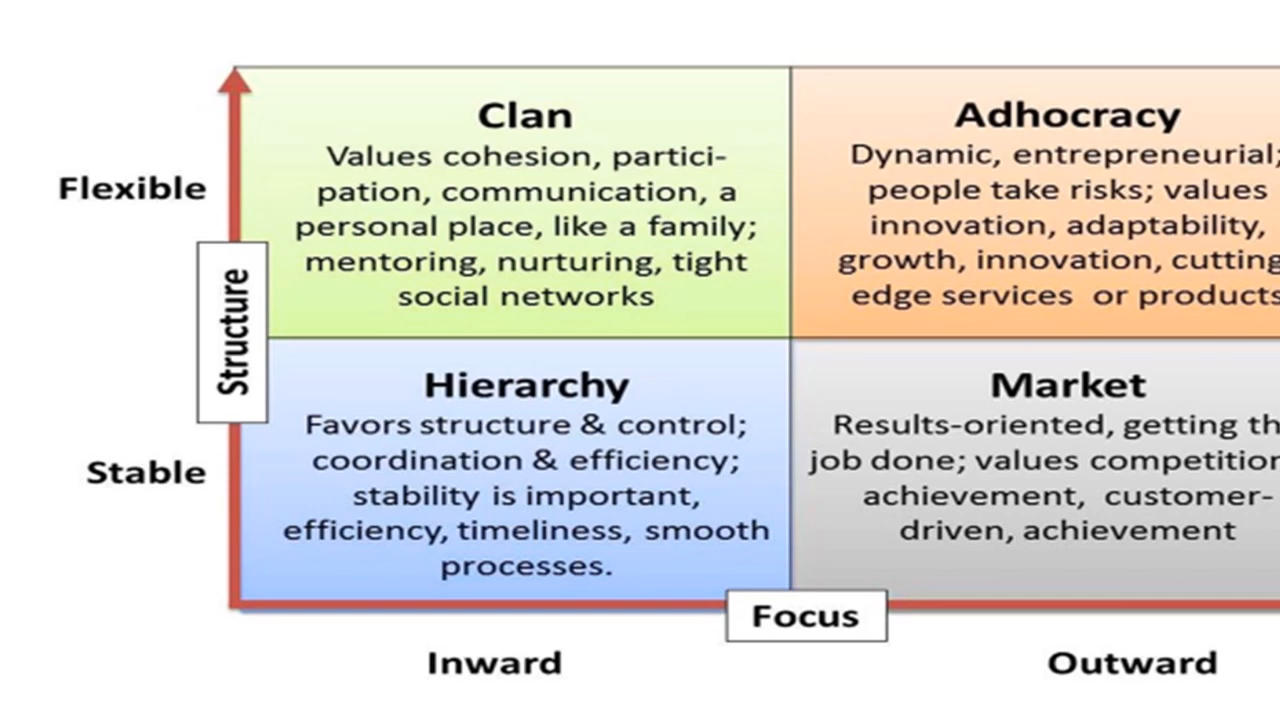 Clan
Values cohesion, partici-
pation, communication, a
personal place, like a family;
mentoring, nurturing, tight
social networks
Adhocracy
Dynamic, entrepreneurial;
people take risks; values
innovation, adaptability,
growth, innovation, cutting
edge services or products
Flexible
Structure
Stable
Hierarchy
Favors structure & control;
coordination & efficiency;
stability is important,
efficiency, timeliness, smooth
processes.
Market
Results-oriented, getting th
job done; values competition
achievement, customer-
driven, achievement
Focus
Inward
Outward